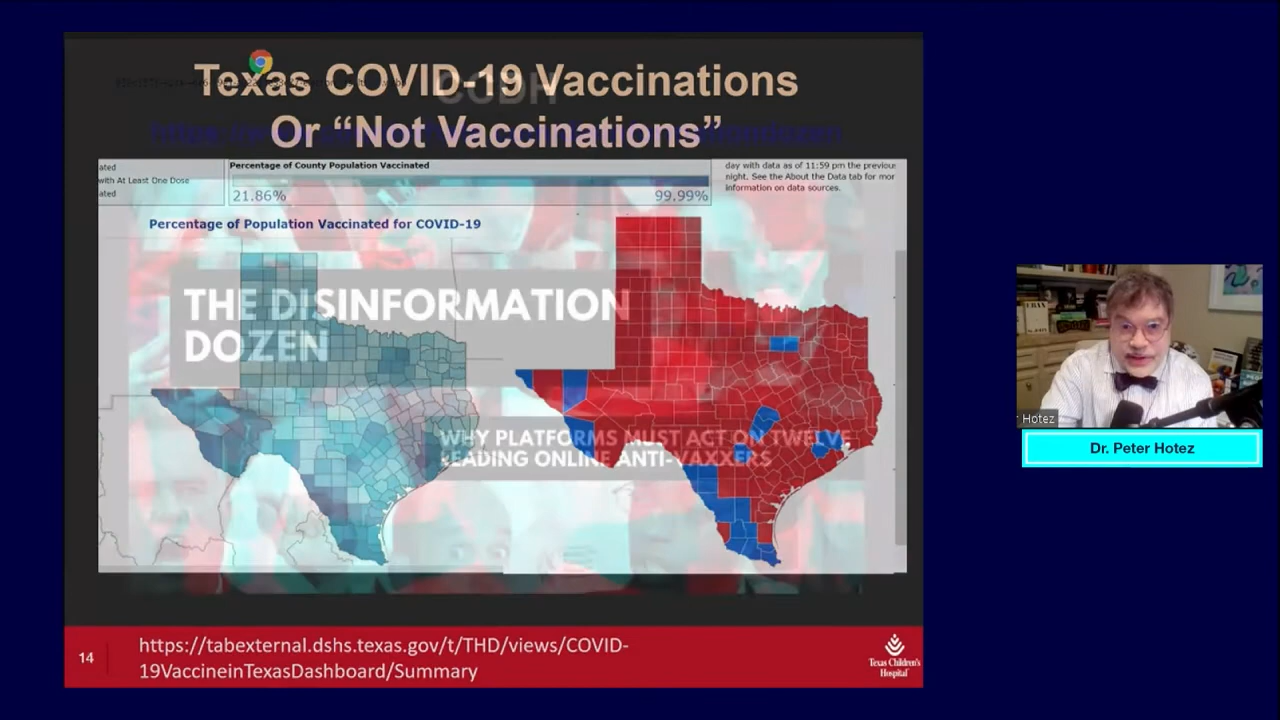 Texas COVID-19 Vaccinations
Or “Not Vaccinations”
CCDH
ated
with At Least One Dose
ated
Percentage of County Population Vaccinated
21.86%
99.99%
day with data as of 11:59 pm the previous
night. See the About the Data tab for mor
information on data sources.
Percentage of Population Vaccinated for COVID-19
THE DISINFORMATION
DOZEN
WHY PLATFORMS MUST ACT ON TWELVE
LEADING ONLINE ANTI-VAXXERS
r Hotez
Dr. Peter Hotez
14
https://tabexternal.dshs.texas.gov/t/THD/views/COVID-
19VaccineinTexasDashboard/Summary
Texas Children's
Hospital